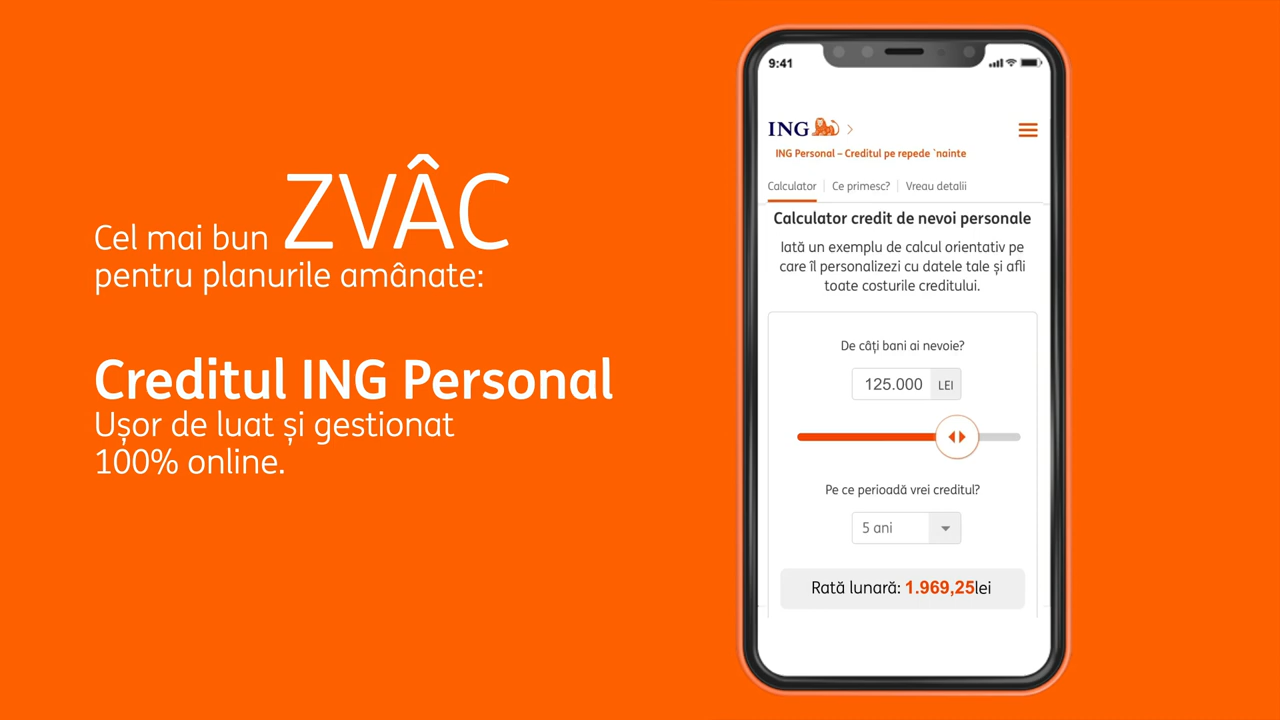 Cel mai bun ZVÂC
pentru planurile amânate:
Creditul ING Personal
Ușor de luat și gestionat
100% online.
9:41
ING
ING Personal – Creditul pe repede `nainte
Calculator | Ce primesc? | Vreau detalii
Calculator credit de nevoi personale
Iată un exemplu de calcul orientativ pe
care îl personalizezi cu datele tale și afli
toate costurile creditului.
De câți bani ai nevoie?
125.000 LEI
Pe ce perioadă vrei creditul?
5 ani
Rată lunară: 1.969,25lei